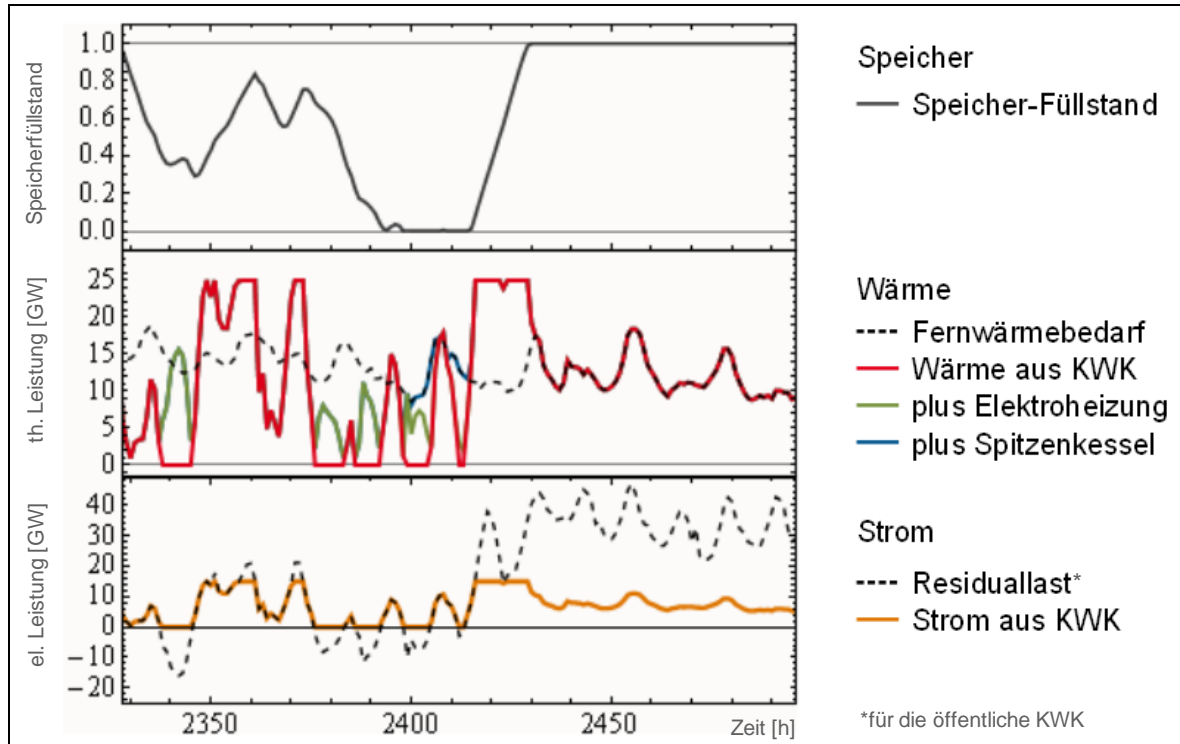 Speicherfüllstand
1.0
0.8
0.6
0.4
0.2
0.0
Speicher
Speicher-Füllstand
th. Leistung [GW]
25
20
15
10
5
0
Wärme
Fernwärmebedarf
Wärme aus KWK
plus Elektroheizung
plus Spitzenkessel
el. Leistung [GW]
40
30
20
10
0
−10
−20
Strom
Residuallast*
Strom aus KWK
2350
2400
2450
Zeit [h]
*für die öffentliche KWK